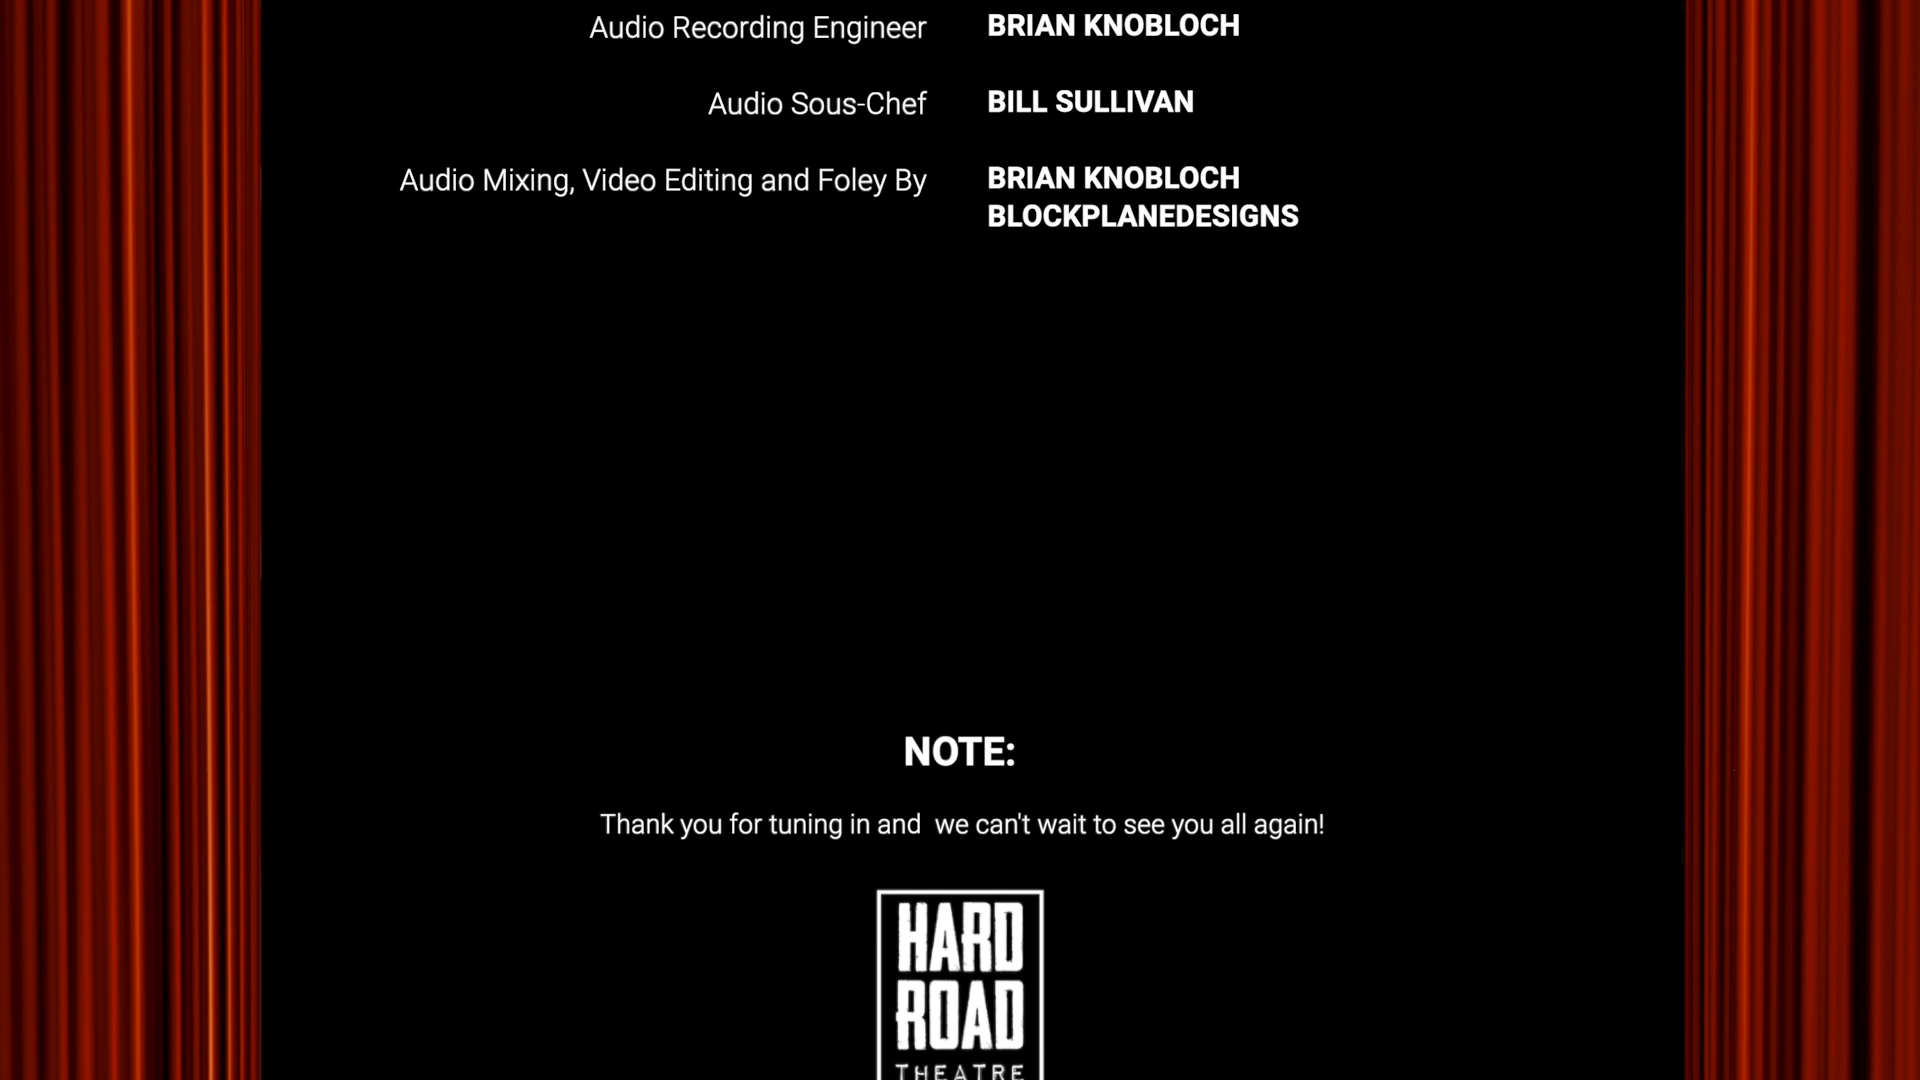 Audio Recording Engineer BRIAN KNOBLOCH
Audio Sous-Chef BILL SULLIVAN
Audio Mixing, Video Editing and Foley By BRIAN KNOBLOCH
BLOCKPLANEDESIGNS
NOTE:
Thank you for tuning in and  we can't wait to see you all again!
HARD
ROAD
THEATRE